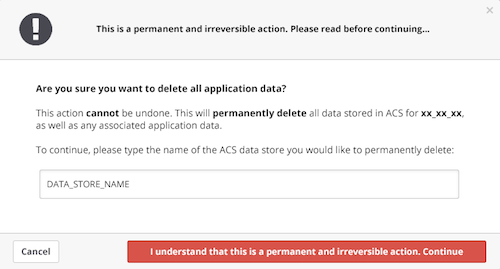 This is a permanent and irreversible action. Please read before continuing...
Are you sure you want to delete all application data?
This action cannot be undone. This will permanently delete all data stored in ACS for xx_xx_xx,
as well as any associated application data.
To continue, please type the name of the ACS data store you would like to permanently delete:
DATA_STORE_NAME
Cancel
I understand that this is a permanent and irreversible action. Continue